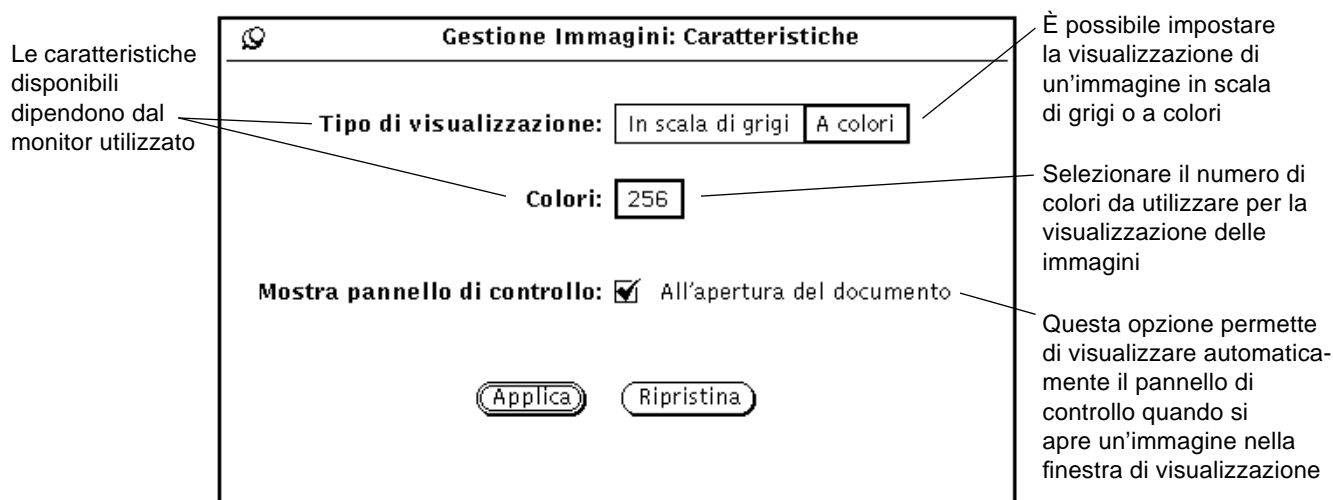 Le caratteristiche
disponibili
dipendono dal
monitor utilizzato
Gestione Immagini: Caratteristiche
Tipo di visualizzazione: In scala di grigi A colori
Colori: 256
Mostra pannello di controllo: All'apertura del documento
Applica Ripristina
È possibile impostare
la visualizzazione di
un'immagine in scala
di grigi o a colori
Selezionare il numero di
colori da utilizzare per la
visualizzazione delle
immagini
Questa opzione permette
di visualizzare automatica-
mente il pannello di
controllo quando si
apre un'immagine nella
finestra di visualizzazione